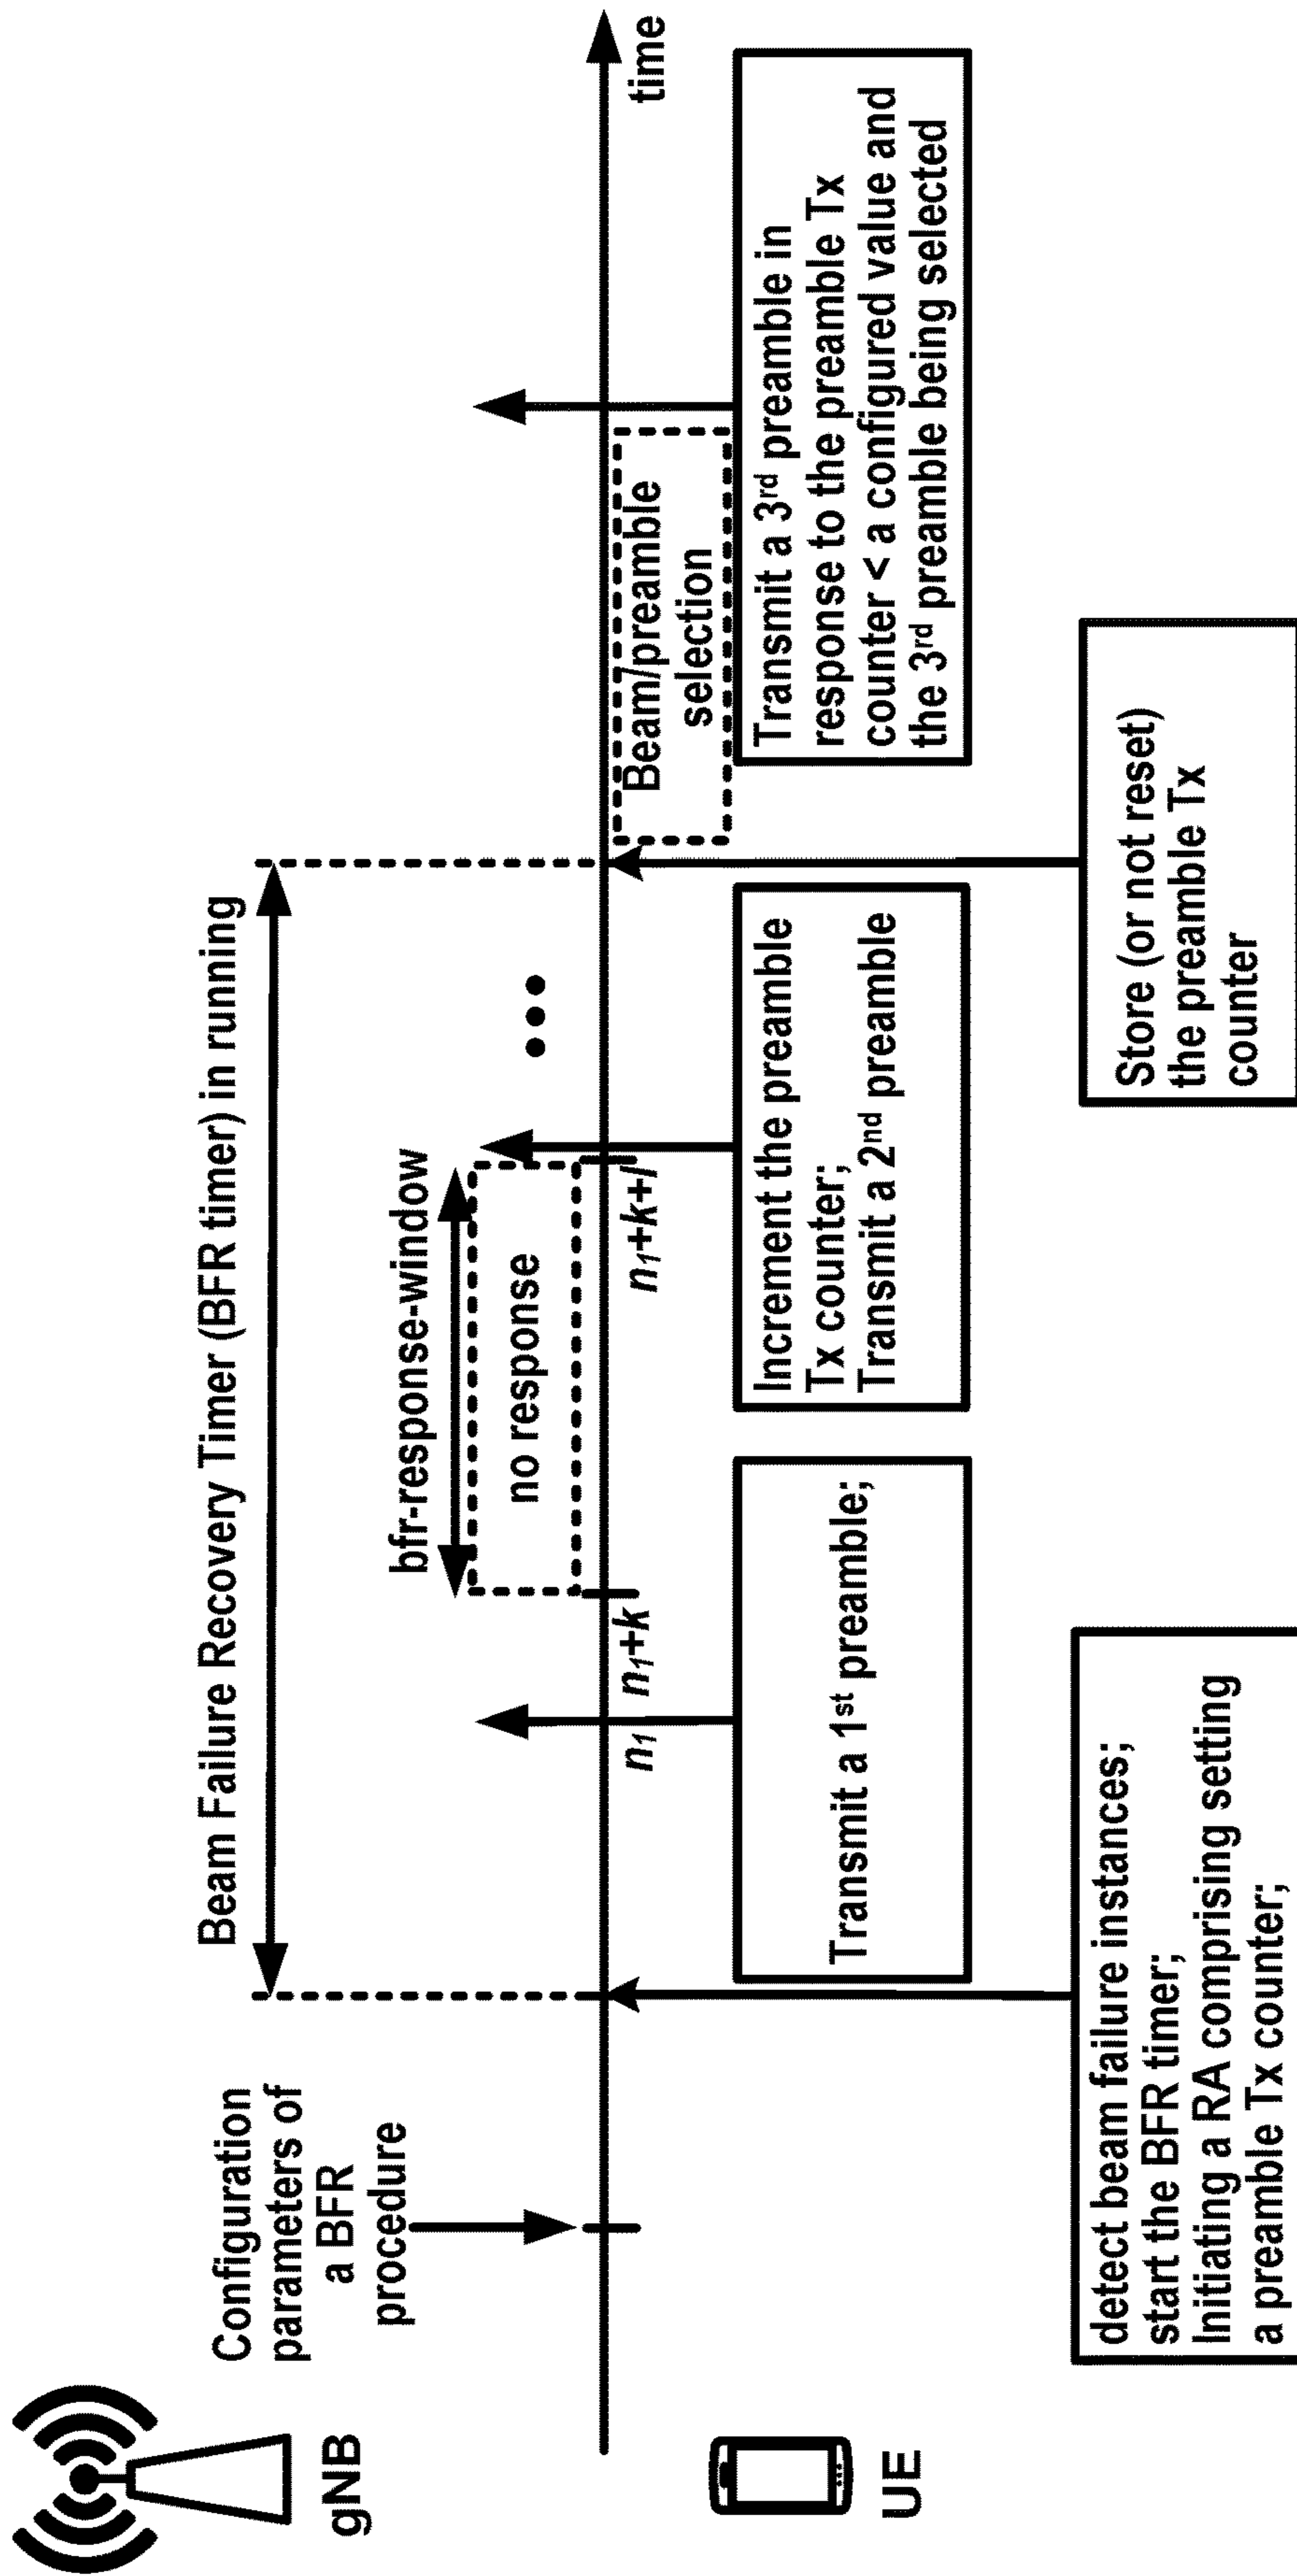 gNB
UE
Configuration
parameters of
a BFR
procedure
Beam Failure Recovery Timer (BFR timer) in running
bfr-response-window
no response
•••
n₁
n₁+k
n₁+k+l
time
Beam/preamble
selection
Transmit a 1st preamble;
Increment the preamble
Tx counter;
Transmit a 2nd preamble
Transmit a 3rd preamble in
response to the preamble Tx
counter < a configured value and
the 3rd preamble being selected
detect beam failure instances;
start the BFR timer;
Initiating a RA comprising setting
a preamble Tx counter;
Store (or not reset)
the preamble Tx
counter